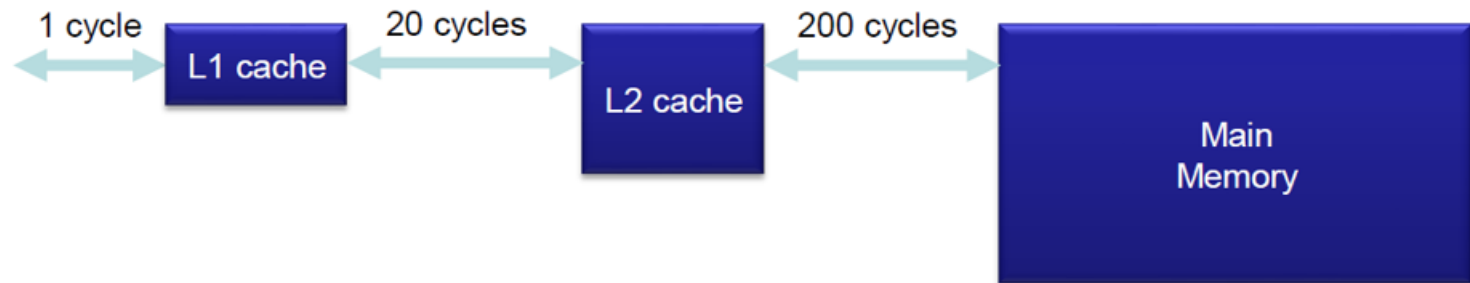 1 cycle
20 cycles
200 cycles
L1 cache
L2 cache
Main
Memory